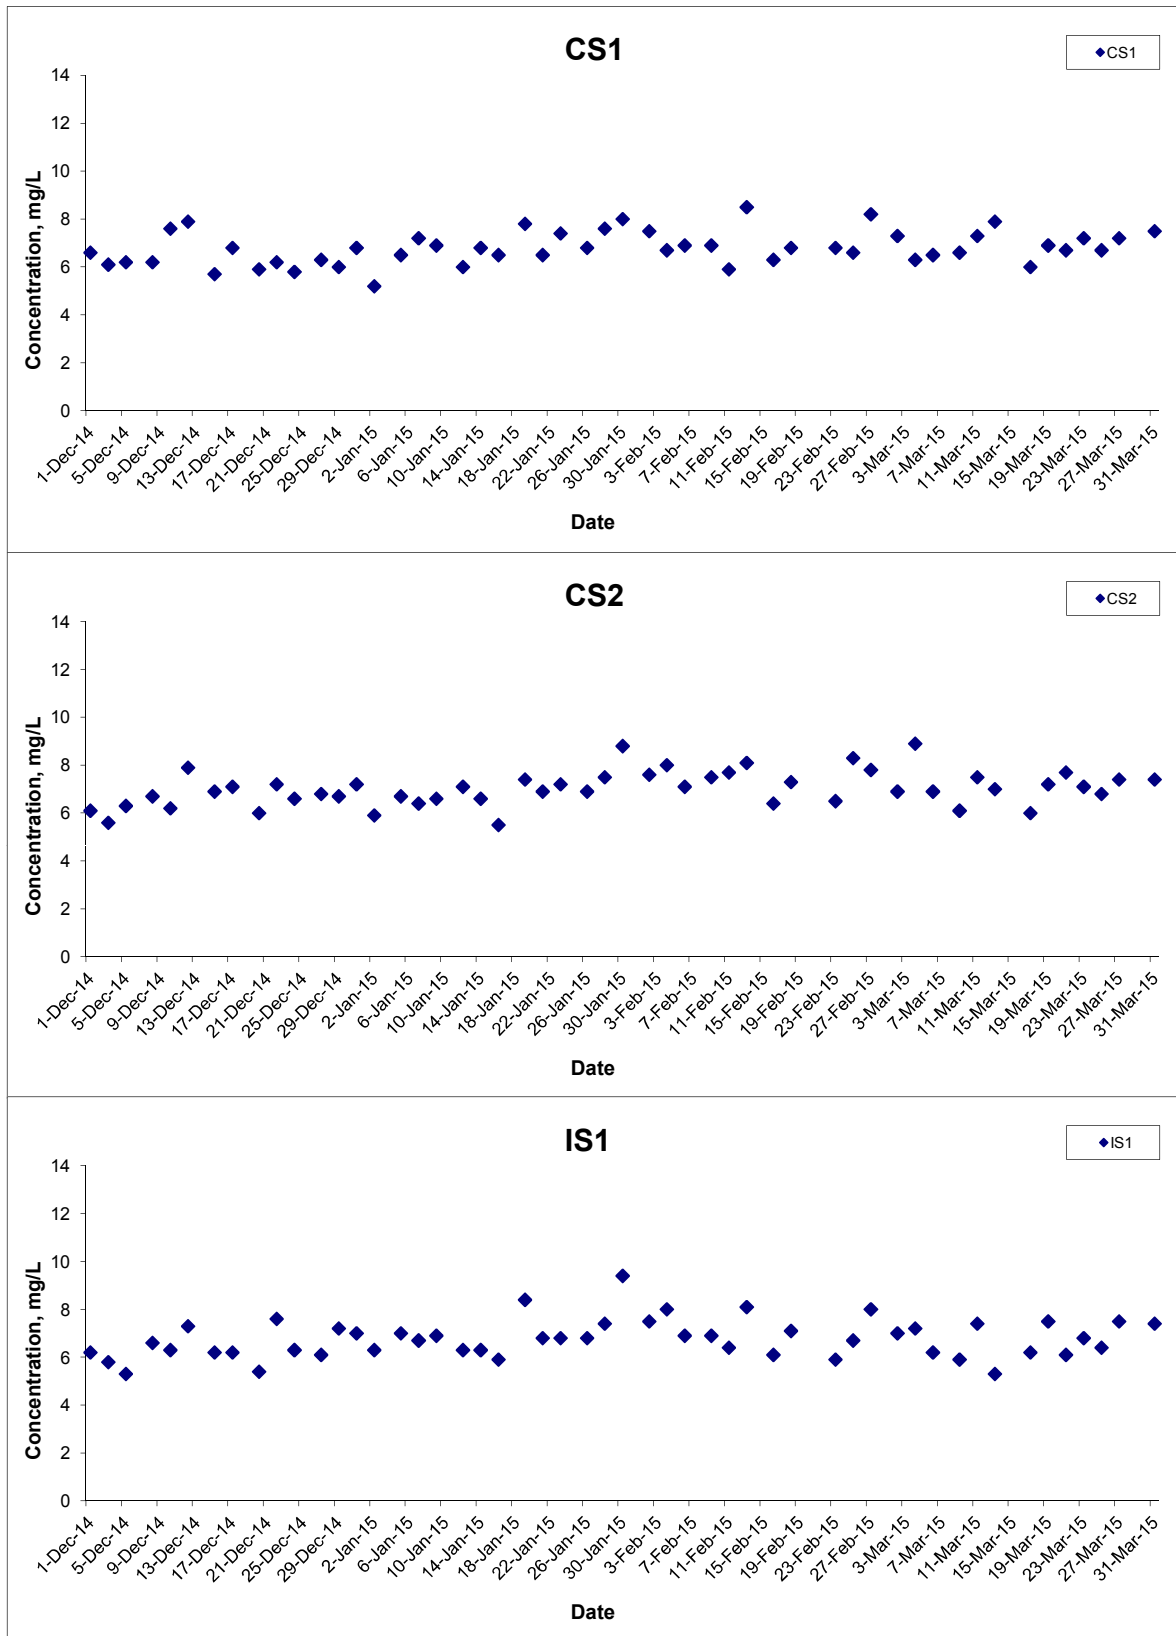 CS1
CS1
14
12
10
8
6
4
2
0
Concentration, mg/L
1-Dec-14
5-Dec-14
9-Dec-14
13-Dec-14
17-Dec-14
21-Dec-14
25-Dec-14
29-Dec-14
2-Jan-15
6-Jan-15
10-Jan-15
14-Jan-15
18-Jan-15
22-Jan-15
26-Jan-15
30-Jan-15
3-Feb-15
7-Feb-15
11-Feb-15
15-Feb-15
19-Feb-15
23-Feb-15
27-Feb-15
3-Mar-15
7-Mar-15
11-Mar-15
15-Mar-15
19-Mar-15
23-Mar-15
27-Mar-15
31-Mar-15
Date
CS2
CS2
14
12
10
8
6
4
2
0
Concentration, mg/L
1-Dec-14
5-Dec-14
9-Dec-14
13-Dec-14
17-Dec-14
21-Dec-14
25-Dec-14
29-Dec-14
2-Jan-15
6-Jan-15
10-Jan-15
14-Jan-15
18-Jan-15
22-Jan-15
26-Jan-15
30-Jan-15
3-Feb-15
7-Feb-15
11-Feb-15
15-Feb-15
19-Feb-15
23-Feb-15
27-Feb-15
3-Mar-15
7-Mar-15
11-Mar-15
15-Mar-15
19-Mar-15
23-Mar-15
27-Mar-15
31-Mar-15
Date
IS1
IS1
14
12
10
8
6
4
2
0
Concentration, mg/L
1-Dec-14
5-Dec-14
9-Dec-14
13-Dec-14
17-Dec-14
21-Dec-14
25-Dec-14
29-Dec-14
2-Jan-15
6-Jan-15
10-Jan-15
14-Jan-15
18-Jan-15
22-Jan-15
26-Jan-15
30-Jan-15
3-Feb-15
7-Feb-15
11-Feb-15
15-Feb-15
19-Feb-15
23-Feb-15
27-Feb-15
3-Mar-15
7-Mar-15
11-Mar-15
15-Mar-15
19-Mar-15
23-Mar-15
27-Mar-15
31-Mar-15
Date